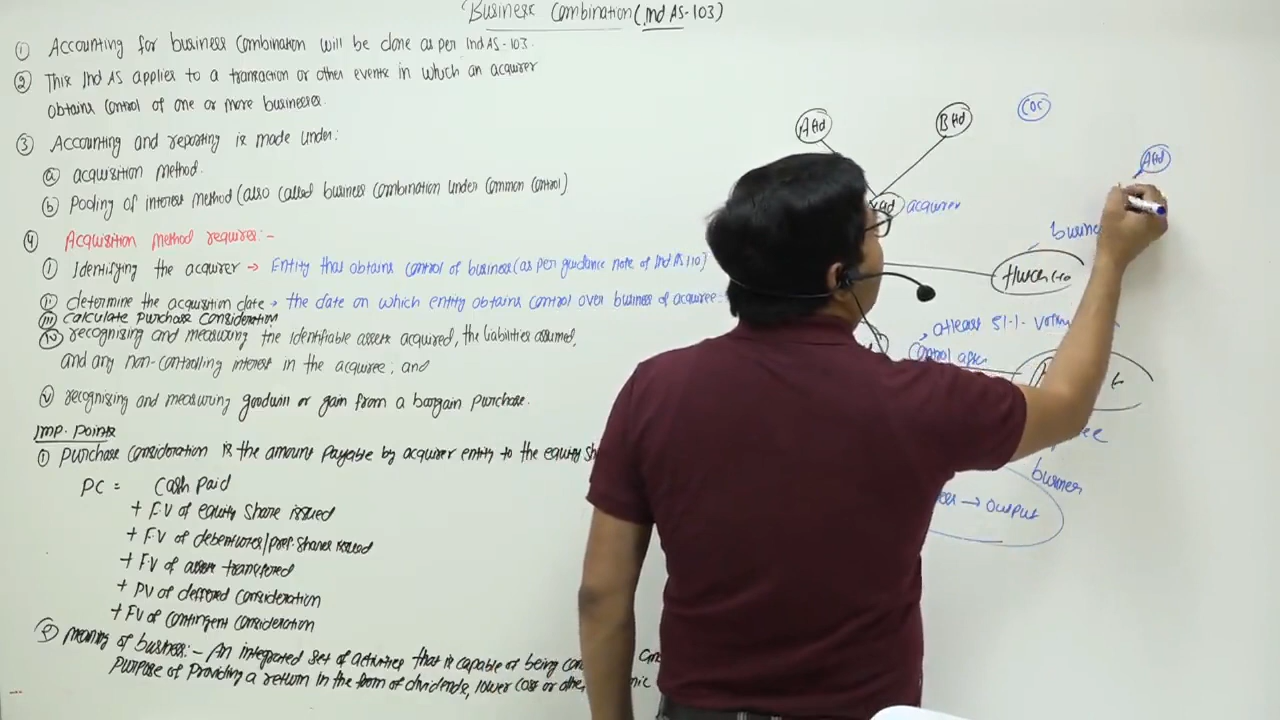 Business Combination (Ind AS-103)
① Accounting for business Combination will be done as per Ind AS-103.
② This Ind AS applies to a transaction or other events in which an acquirer
obtains control of one or more businesses.
③ Accounting and reporting is made under:
ⓐ acquisition method.
ⓑ Pooling of interest method (also called business combination under Common control)
④ Acquisition Method requires:-
ⓘ Identifying the acquirer → Entity that obtains control of business (as per guidance note of Ind AS 110)
ⓘⓘ determine the acquisition date → the date on which entity obtains control over business of acquiree.
ⓘⓘⓘ calculate purchase consideration
ⓘⓥ recognising and measuring the identifiable assets acquired, the liabilities assumed,
and any non-controlling interest in the acquiree; and
ⓥ recognising and measuring goodwill or gain from a bargain purchase.
Imp. Points
① Purchase consideration is the amount payable by acquirer entity to the equity
PC = Cash Paid
+ F.V of equity share issued
+ F.V of debentures/pref. shares issued
+ F.V of assets transferred
+ PV of deffered consideration
+ FV of contingent consideration
② Meaning of business:- An integrated set of activities that is capable of being
purpose of providing a return in the form of dividends, lower cost or other
A ltd
B ltd
COC
A ltd
acquirer
atleast 51%
Control
business
→ output